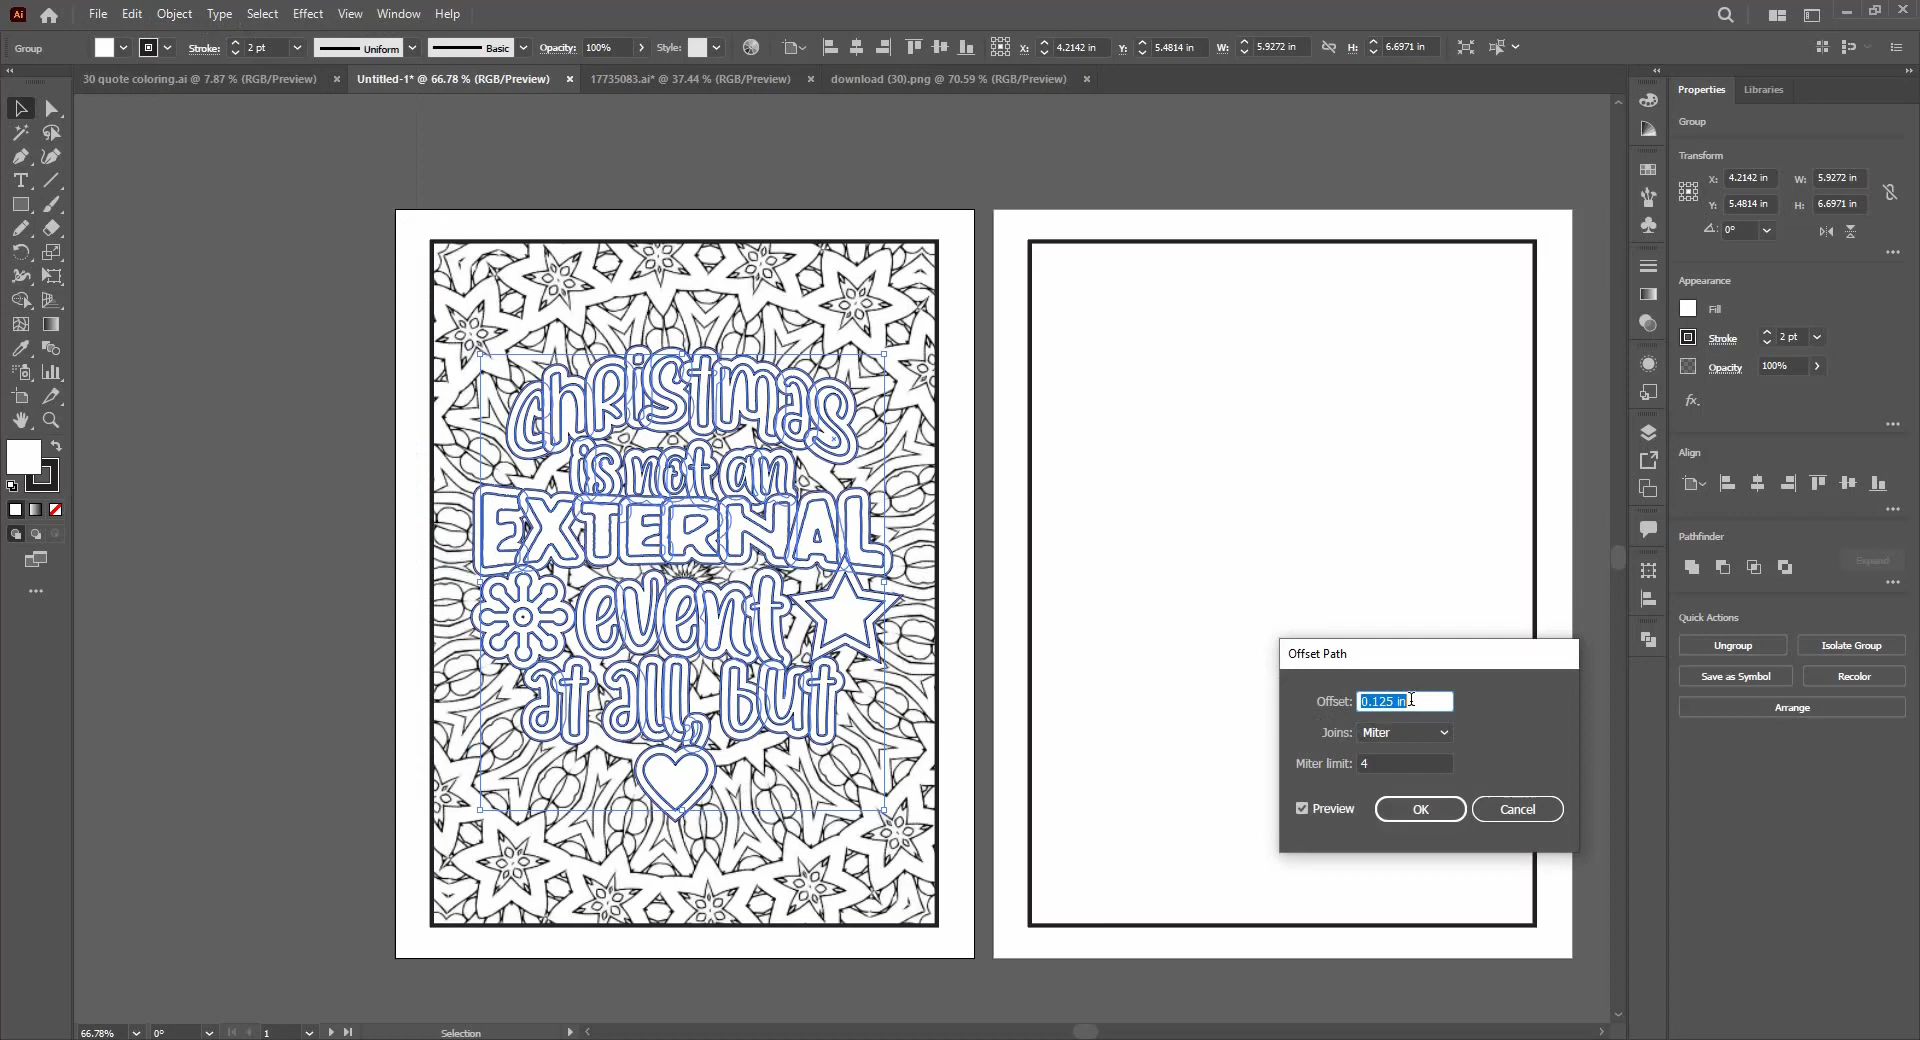 Ai File Edit Object Type Select Effect View Window Help
Group Stroke: 2 pt Uniform Basic Opacity: 100% Style: X: 4.2142 in Y: 5.4814 in W: 5.9272 in H: 6.6971 in
30 quote coloring.ai @ 7.87 % (RGB/Preview) × Untitled-1* @ 66.78 % (RGB/Preview) × 17735083.ai* @ 37.44 % (RGB/Preview) × download (30).png @ 70.59 % (RGB/Preview) ×
Properties Libraries
Group
Transform
X: 4.2142 in W: 5.9272 in
Y: 5.4814 in H: 6.6971 in
0°
Appearance
Fill
Stroke 2 pt
Opacity 100%
fx.
Align
Pathfinder
Expand
Quick Actions
Ungroup Isolate Group
Save as Symbol Recolor
Arrange
christmas
is not an
EXTERNAL
event
at all, but
Offset Path
Offset: 0.125 in
Joins: Miter
Miter limit: 4
Preview OK Cancel
66.78% 0° 1 Selection